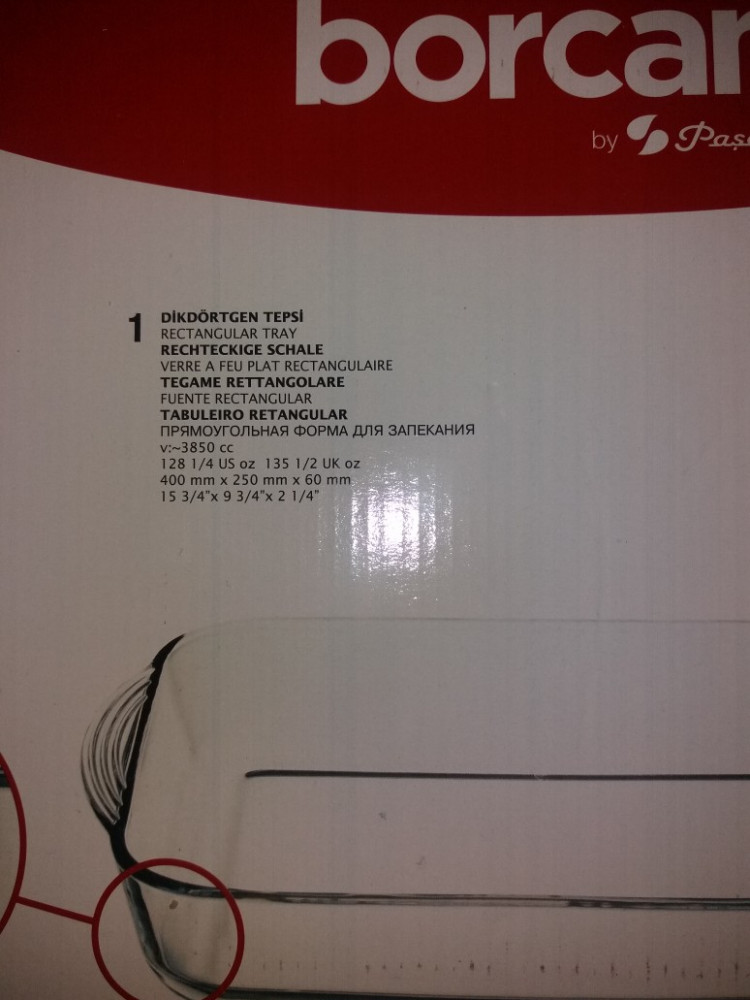 borcar
by Paş
1
DİKDÖRTGEN TEPSİ
RECTANGULAR TRAY
RECHTECKIGE SCHALE
VERRE A FEU PLAT RECTANGULAIRE
TEGAME RETTANGOLARE
FUENTE RECTANGULAR
TABULEIRO RETANGULAR
ПРЯМОУГОЛЬНАЯ ФОРМА ДЛЯ ЗАПЕКАНИЯ
v:~3850 cc
128 1/4 US oz 135 1/2 UK oz
400 mm x 250 mm x 60 mm
15 3/4"x 9 3/4"x 2 1/4"